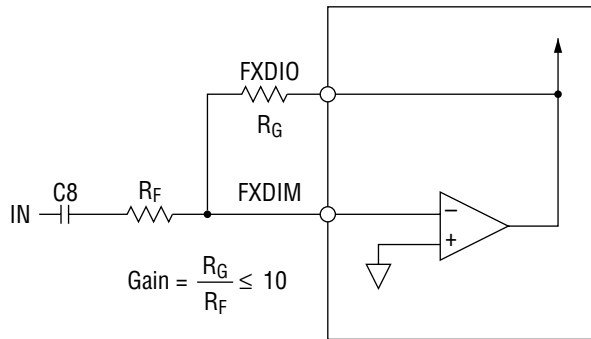 FXDIO
R_G
C8
R_F
FXDIM
IN
−
+
Gain = R_G / R_F ≤ 10